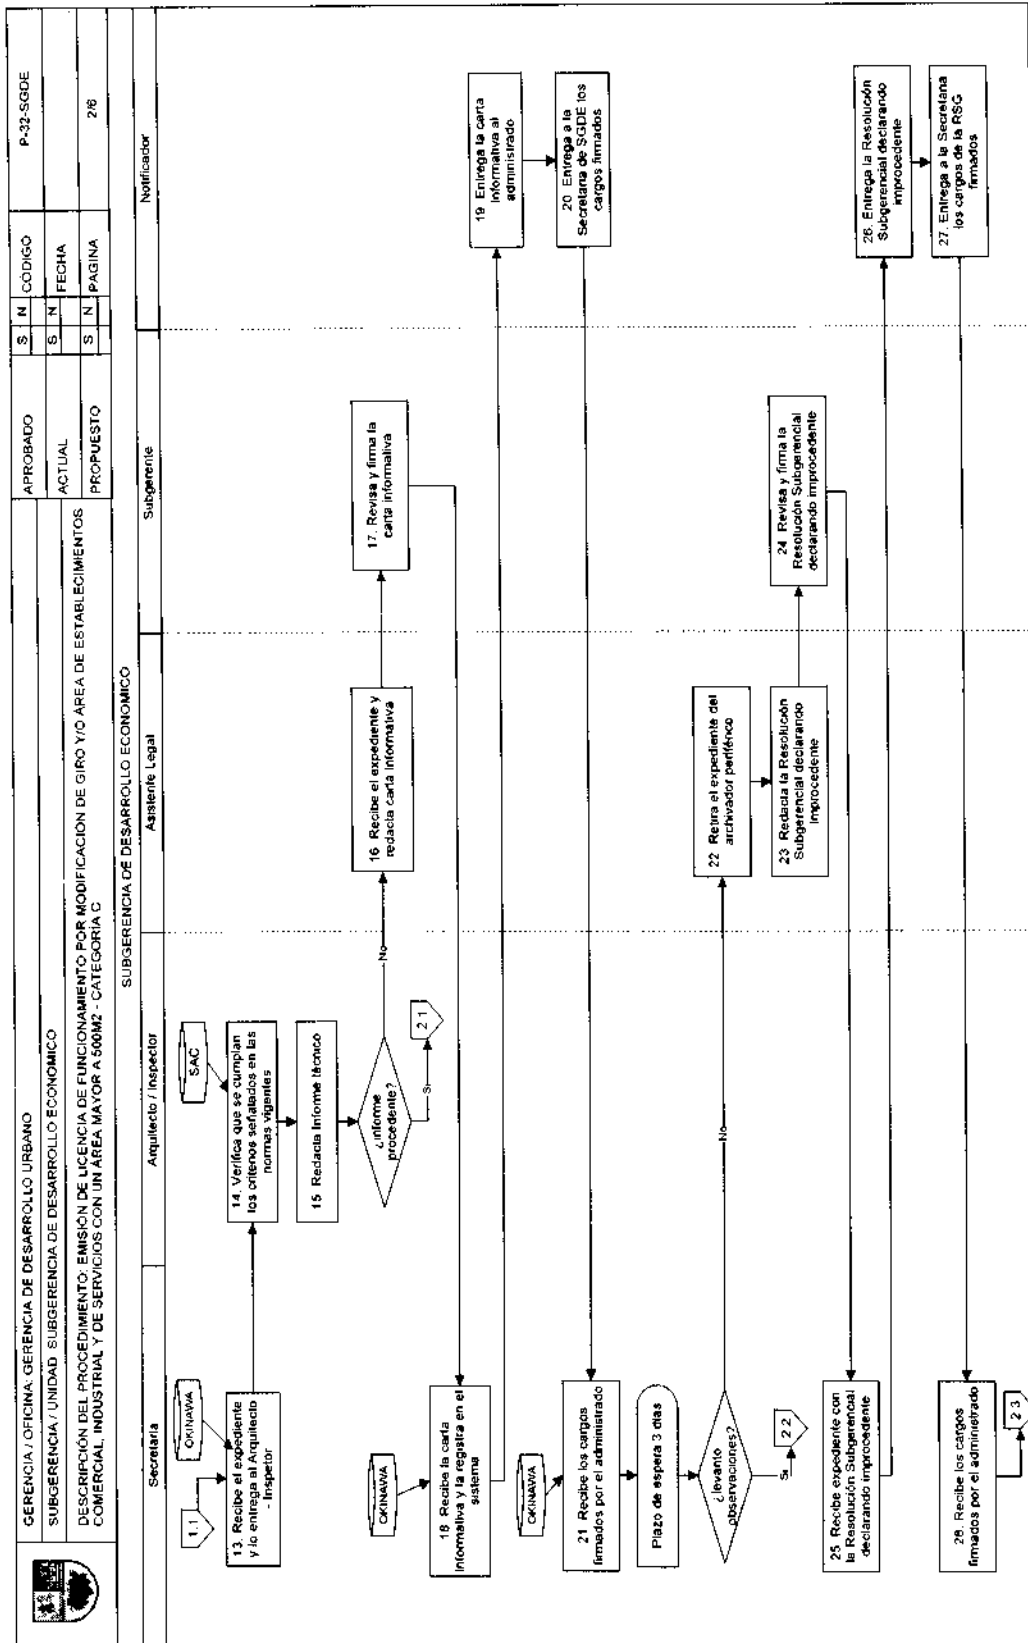 GERENCIA / OFICINA: GERENCIA DE DESARROLLO URBANO
APROBADO
S
N
CÓDIGO
P-32-SGDE
SUBGERENCIA / UNIDAD SUBGERENCIA DE DESARROLLO ECONOMICO
ACTUAL
S
N
FECHA
DESCRIPCIÓN DEL PROCEDIMIENTO: EMISIÓN DE LICENCIA DE FUNCIONAMIENTO POR MODIFICACIÓN DE GIRO Y/O AREA DE ESTABLECIMIENTOS
COMERCIAL, INDUSTRIAL Y DE SERVICIOS CON UN ÁREA MAYOR A 500M2 - CATEGORÍA C
PROPUESTO
S
N
PAGINA
2/6
SUBGERENCIA DE DESARROLLO ECONOMICO
Secretaria
Arquitecto / Inspector
Asistente Legal
Subgerente
Notificador
1.1
OKINAWA
SAC
13. Recibe el expediente
y lo entrega al Arquitecto
- Inspetor
14. Verifica que se cumplan
los criterios señalados en las
normas vigentes
15 Redacta Informe técnico
¿Informe
procedente?
No
Si
2 1
16 Recibe el expediente y
redacta carta Informativa
17. Revisa y firma la
carta informativa
OKINAWA
18 Recibe la carta
Informativa y la registra en el
sistema
19 Entrega la carta
Informativa al
administrado
20 Entrega a la
Secretaria de SGDE los
cargos firmados
OKINAWA
21 Recibe los cargos
firmados por el administrado
Plazo de espera 3 días
¿levanto
observaciones?
No
Si
2 2
22 Retira el expediente del
archivador periférico
23 Redacta la Resolución
Subgerencial declarando
Improcedente
24 Revisa y firma la
Resolución Subgerencial
declarando improcedente
25 Recibe expediente con
la Resolución Subgerencial
declarando improcedente
26. Entrega la Resolución
Subgerencial declarando
improcedente
27. Entrega a la Secretaria
los cargos de la RSG
firmados
28. Recibe los cargos
firmados por el administrado
2 3